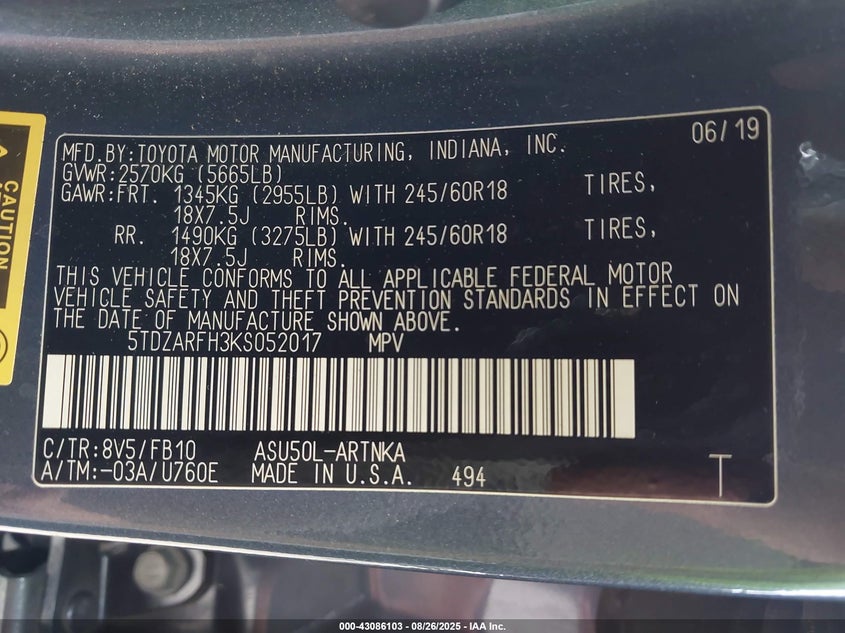 CAUTION
06/19
MFD.BY:TOYOTA MOTOR MANUFACTURING, INDIANA, INC.
GVWR:2570KG (5665LB)
GAWR:FRT. 1345KG (2955LB) WITH 245/60R18 TIRES,
18X7.5J RIMS.
RR. 1490KG (3275LB) WITH 245/60R18 TIRES,
18X7.5J RIMS.
THIS VEHICLE CONFORMS TO ALL APPLICABLE FEDERAL MOTOR
VEHICLE SAFETY AND THEFT PREVENTION STANDARDS IN EFFECT ON
THE DATE OF MANUFACTURE SHOWN ABOVE.
5TDZARFH3KS052017 MPV
C/TR:8V5/FB10 ASU50L-ARTNKA
A/TM:-03A/U760E MADE IN U.S.A. 494 T
000-43086103 - 08/26/2025 - IAA Inc.